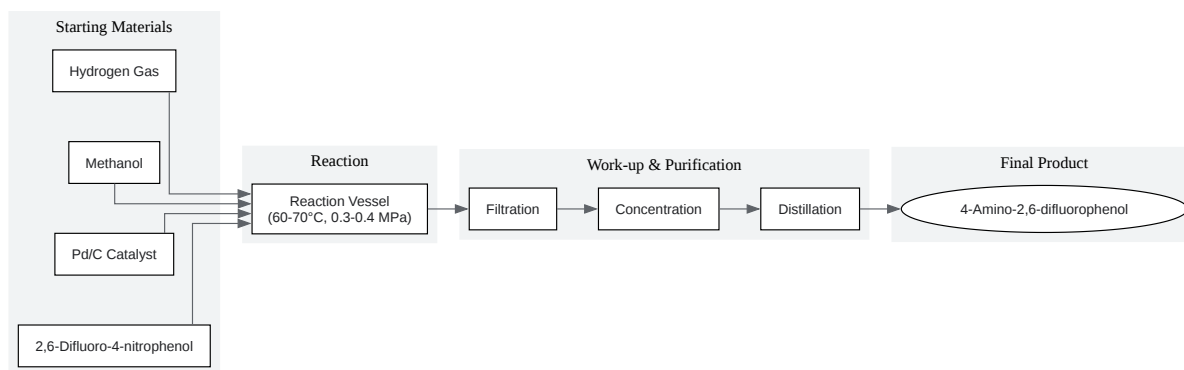 Starting Materials
Hydrogen Gas
Methanol
Pd/C Catalyst
2,6-Difluoro-4-nitrophenol
Reaction
Reaction Vessel
(60-70°C, 0.3-0.4 MPa)
Work-up & Purification
Filtration
Concentration
Distillation
Final Product
4-Amino-2,6-difluorophenol